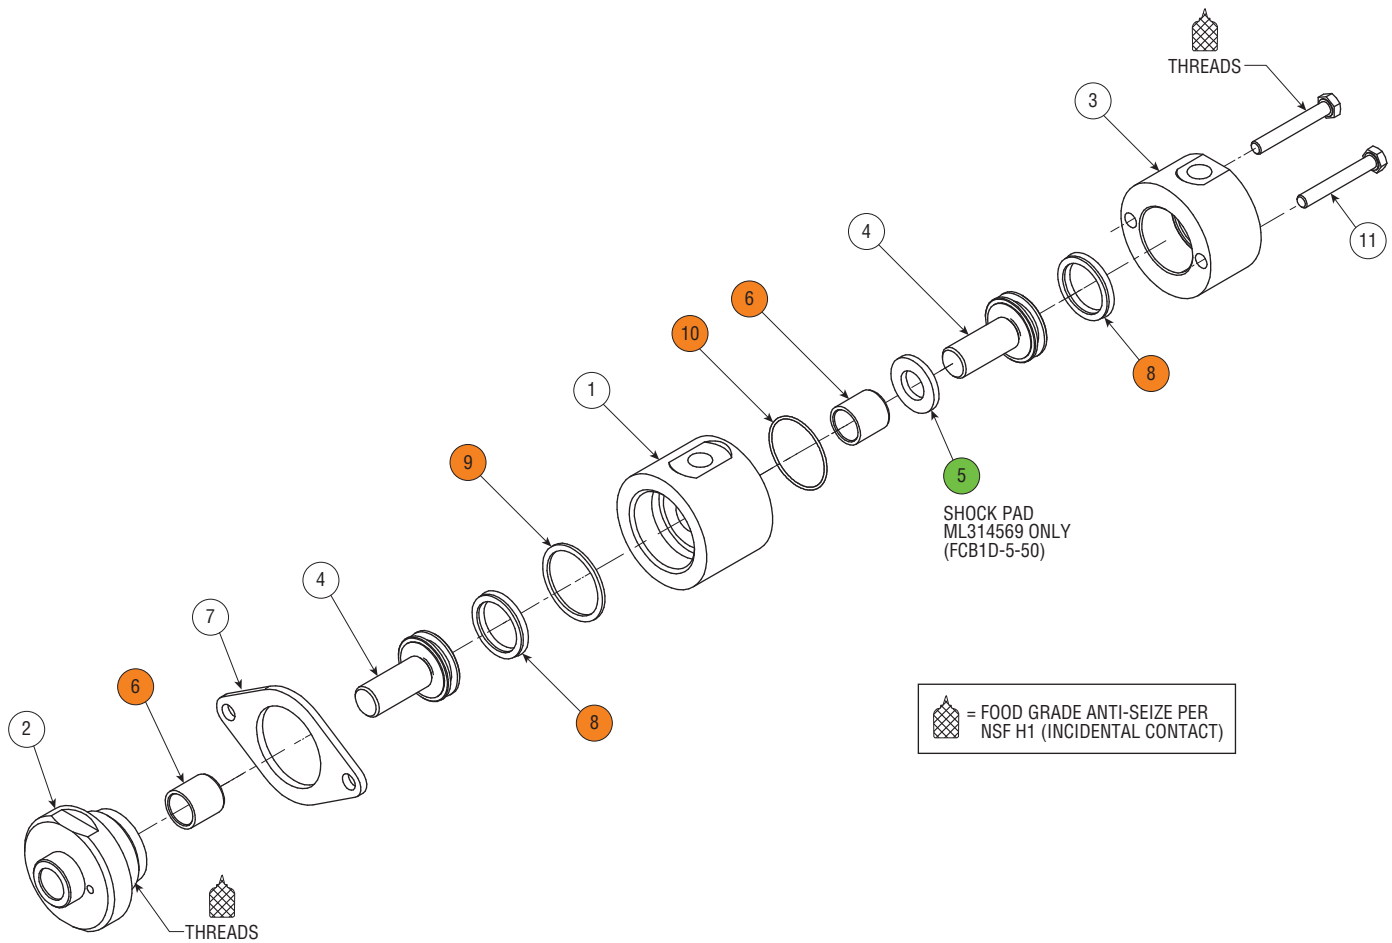 THREADS
3
4
11
6
10
8
1
5
9
SHOCK PAD
ML314569 ONLY
(FCB1D-5-50)
4
7
6
8
2
= FOOD GRADE ANTI-SEIZE PER
NSF H1 (INCIDENTAL CONTACT)
THREADS